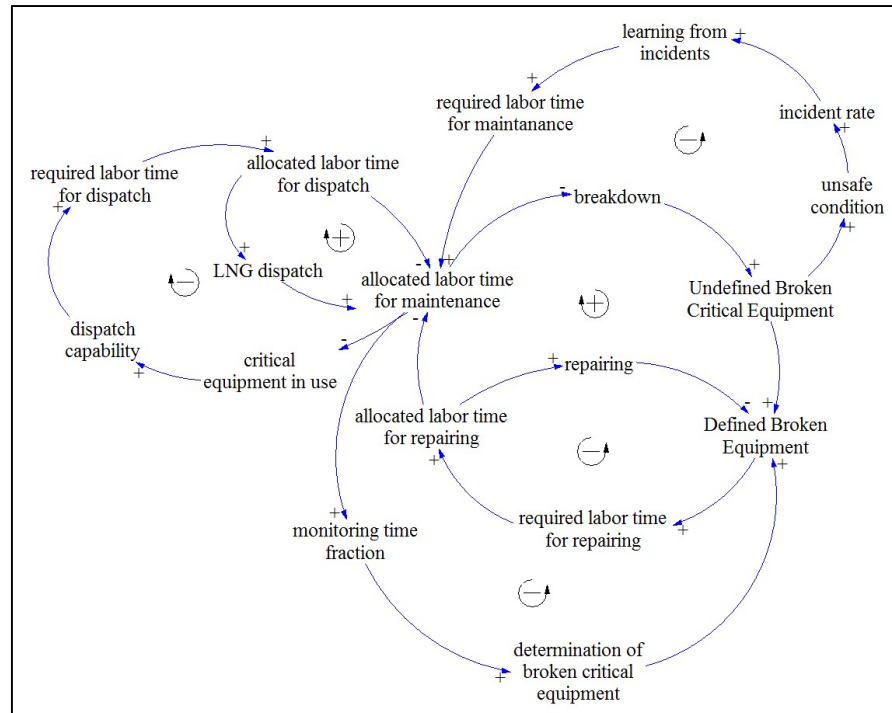 learning from
incidents
required labor time
for maintanance
incident rate
required labor time
for dispatch
allocated labor time
for dispatch
unsafe
condition
breakdown
LNG dispatch
allocated labor time
for maintenance
Undefined Broken
Critical Equipment
dispatch
capability
critical
equipment in use
repairing
allocated labor time
for repairing
Defined Broken
Equipment
monitoring time
fraction
required labor time
for repairing
determination of
broken critical
equipment